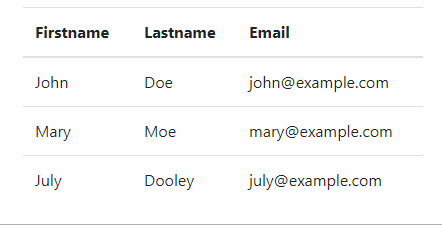 Firstname Lastname Email
John Doe john@example.com
Mary Moe mary@example.com
July Dooley july@example.com